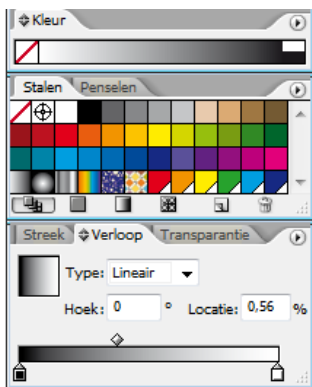 Kleur
Stalen Penselen
Streek Verloop Transparantie
Type: Lineair
Hoek: 0 ° Locatie: 0,56 %